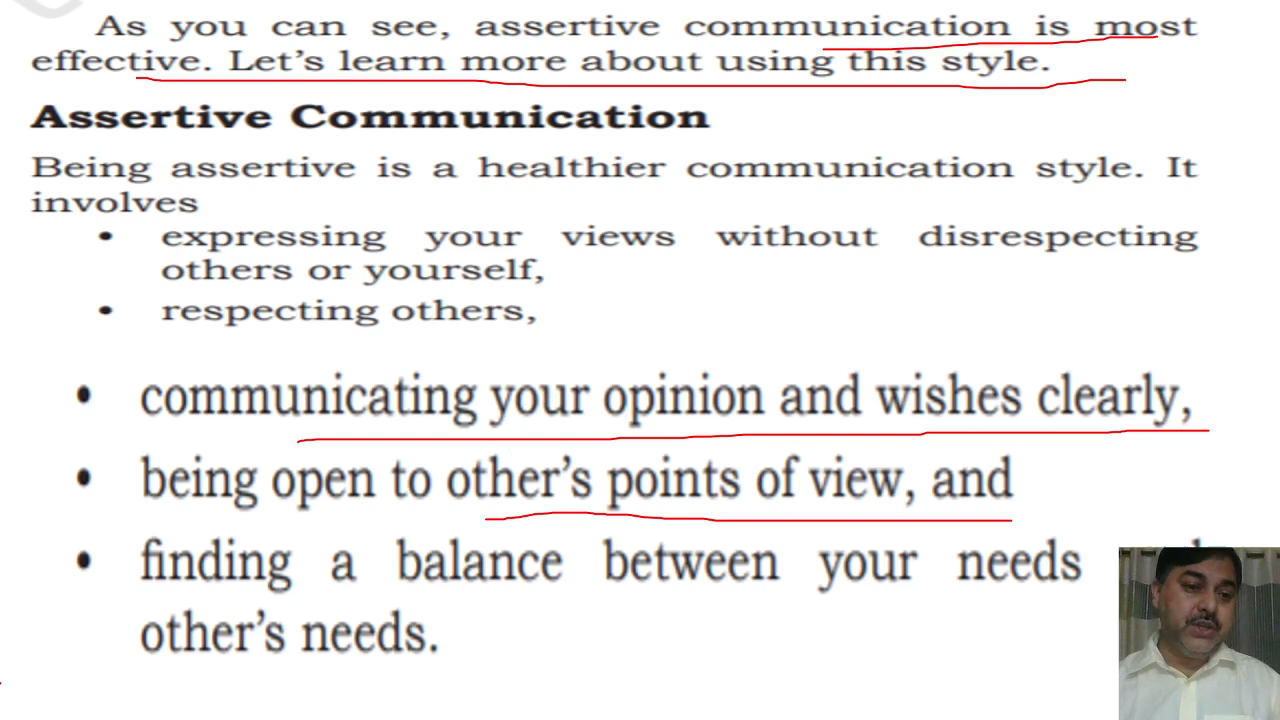 As you can see, assertive communication is most
effective. Let's learn more about using this style.
Assertive Communication
Being assertive is a healthier communication style. It
involves
• expressing your views without disrespecting
others or yourself,
• respecting others,
• communicating your opinion and wishes clearly,
• being open to other's points of view, and
• finding a balance between your needs
other's needs.